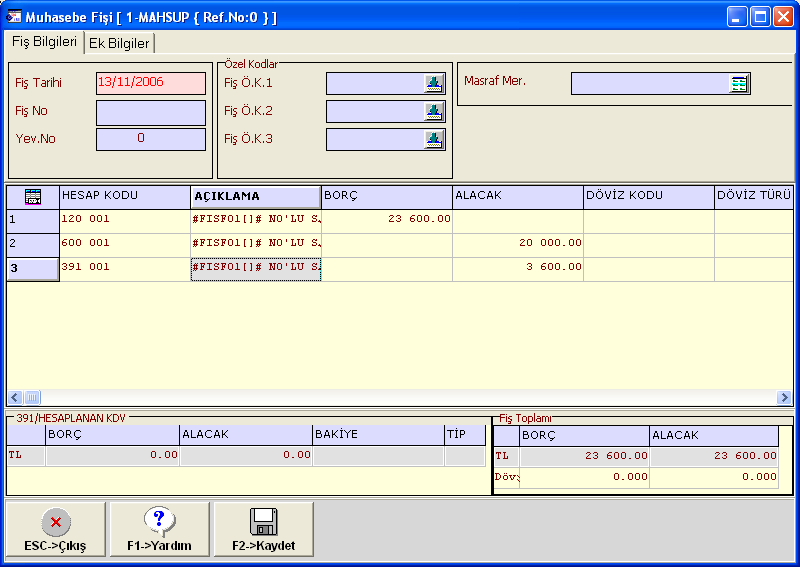 Muhasebe Fişi [ 1-MAHSUP { Ref.No:0 } ]
Fiş Bilgileri Ek Bilgiler
Fiş Tarihi 13/11/2006
Fiş No
Yev.No 0
Özel Kodlar
Fiş Ö.K.1
Fiş Ö.K.2
Fiş Ö.K.3
Masraf Mer.
HESAP KODU AÇIKLAMA BORÇ ALACAK DÖVİZ KODU DÖVİZ TÜRÜ
1 120 001 #FISF01[]# NO'LU S. 23 600.00
2 600 001 #FISF01[]# NO'LU S. 20 000.00
3 391 001 #FISF01[]# NO'LU S. 3 600.00
391/HESAPLANAN KDV
BORÇ ALACAK BAKİYE TİP
TL 0.00 0.00
Fiş Toplamı
BORÇ ALACAK
TL 23 600.00 23 600.00
Döv 0.000 0.000
ESC->Çıkış F1->Yardım F2->Kaydet